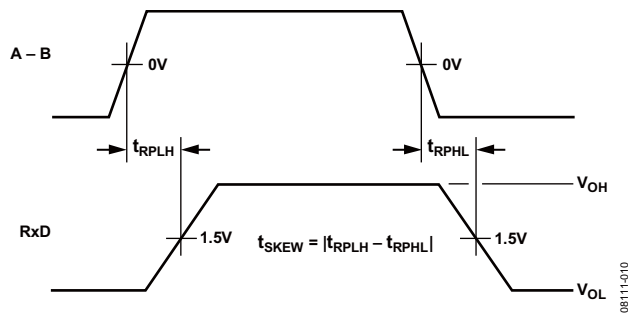 A – B
0V
0V
tRPLH
tRPHL
VOH
RxD
1.5V
tSKEW = |tRPLH – tRPHL|
1.5V
VOL
08111-010